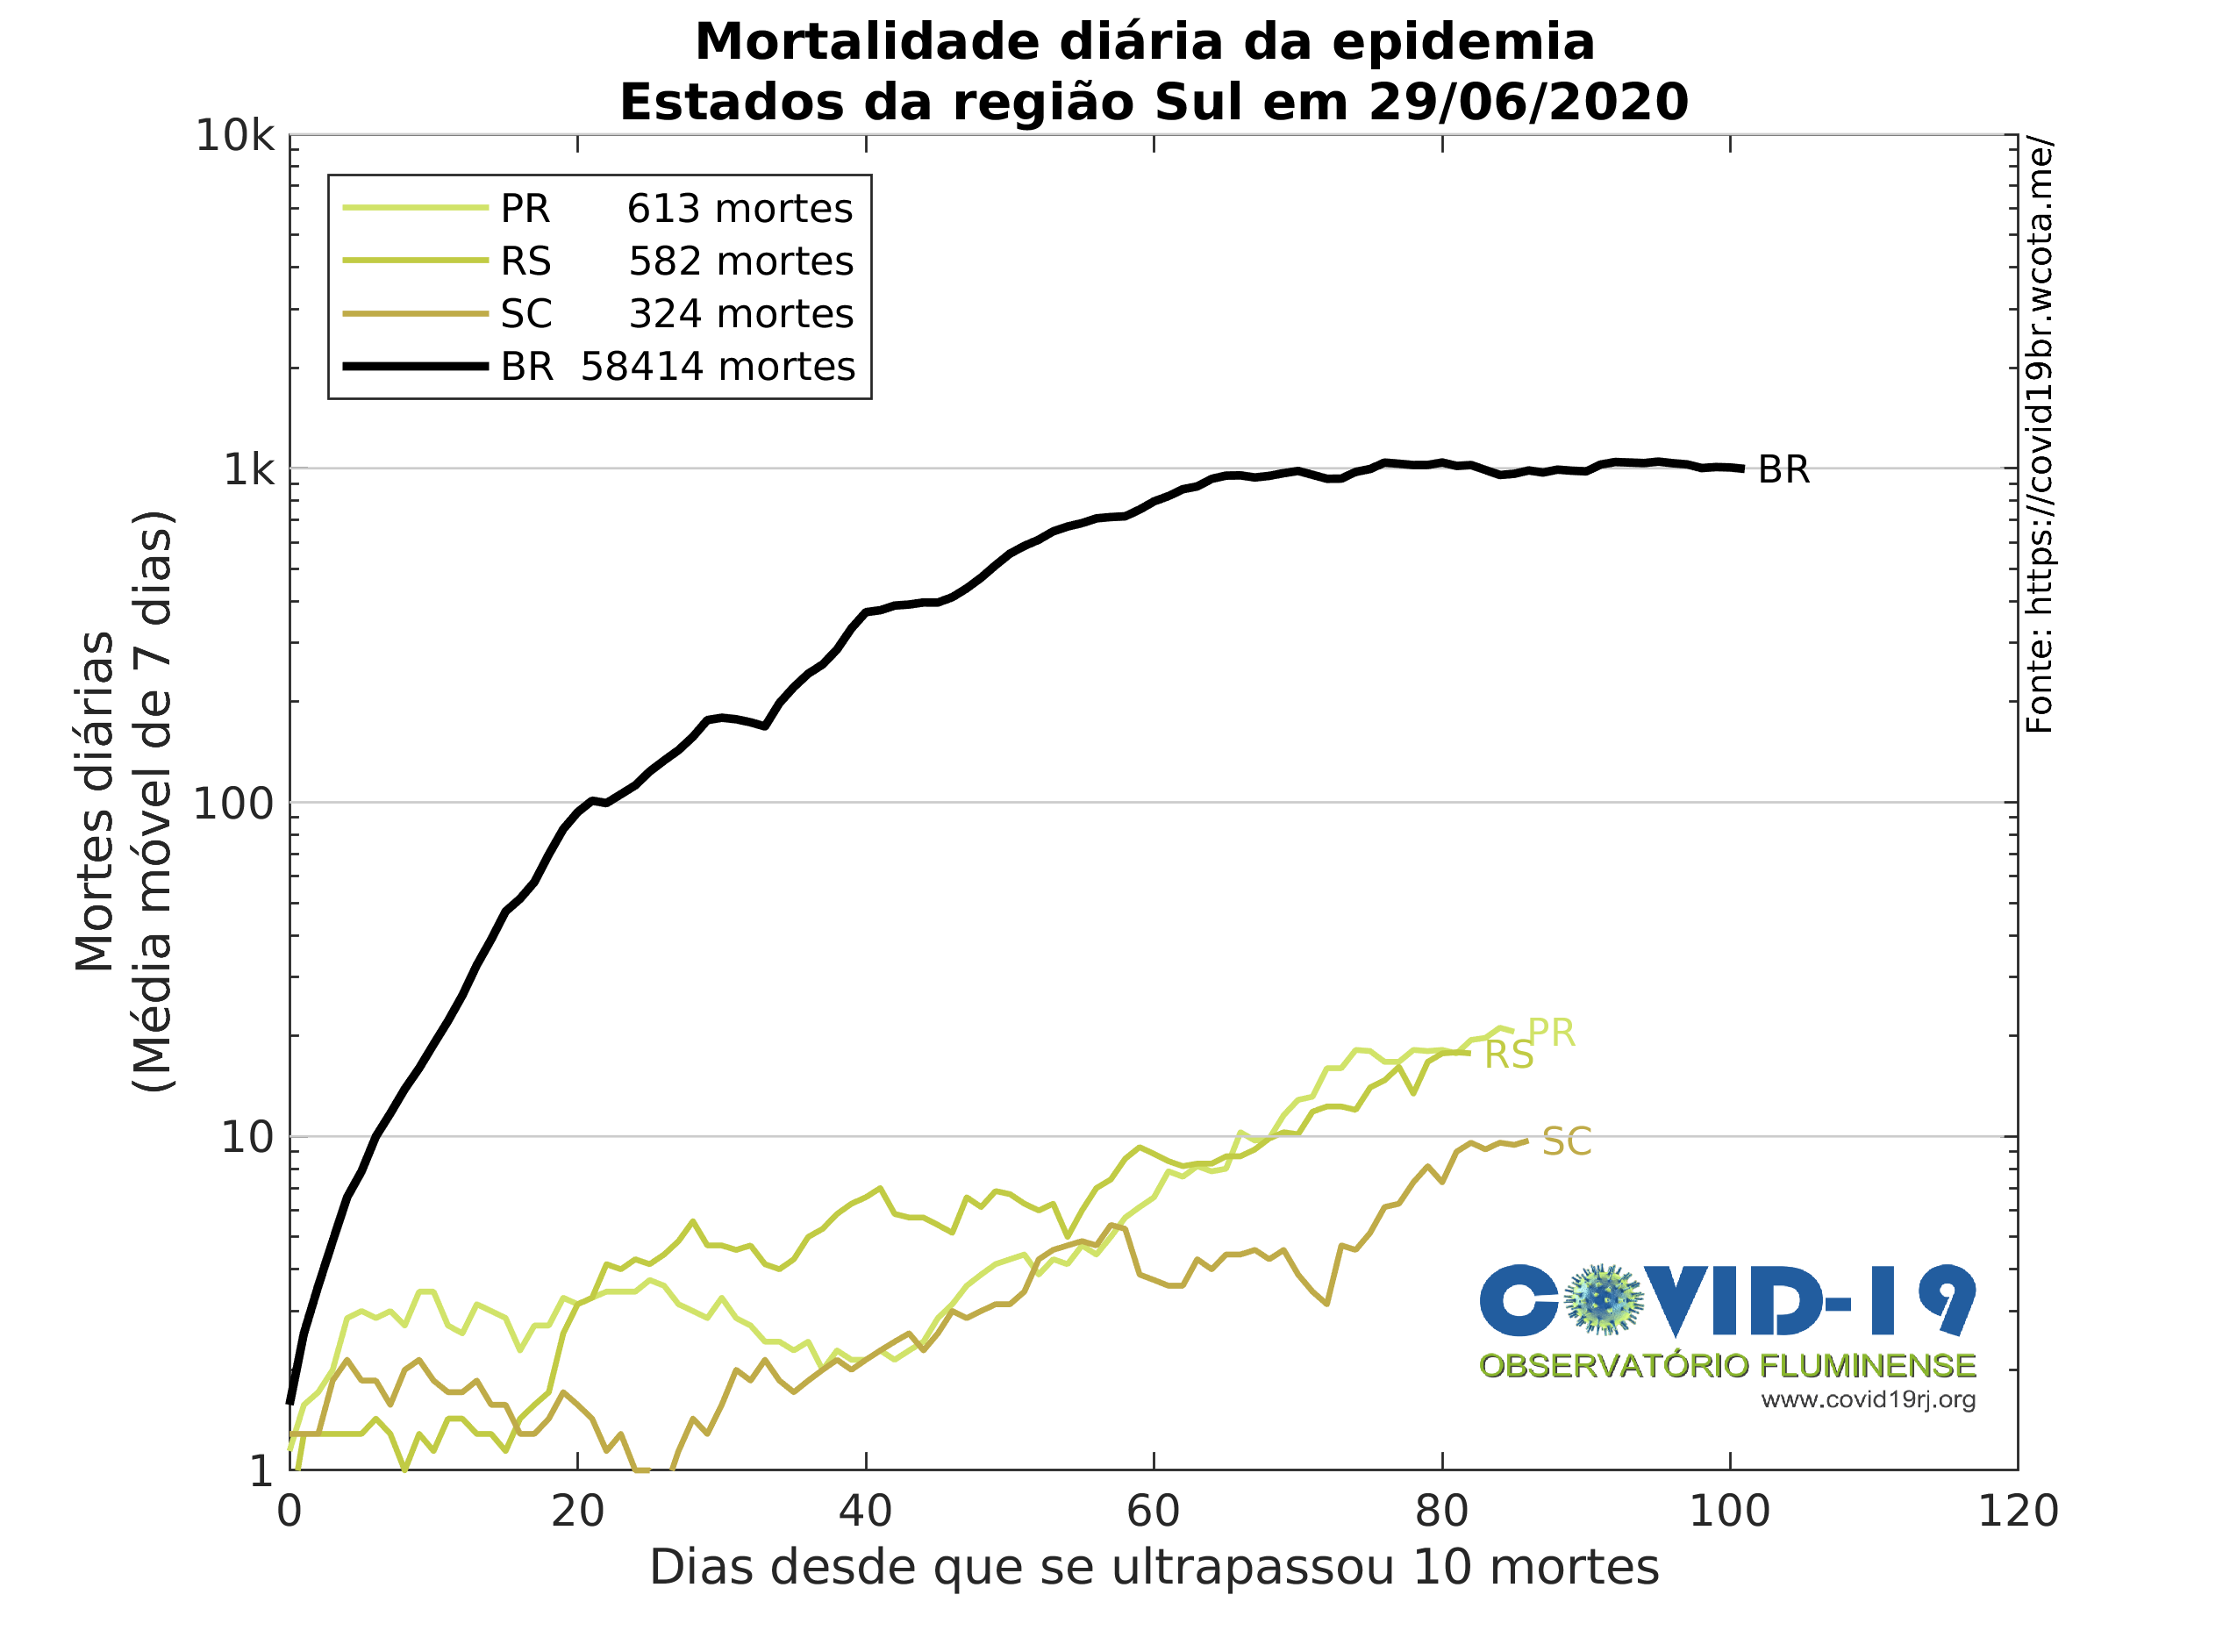 Mortalidade diária da epidemia
Estados da região Sul em 29/06/2020
10k
1k
100
10
1
Mortes diárias
(Média móvel de 7 dias)
PR 613 mortes
RS 582 mortes
SC 324 mortes
BR 58414 mortes
BR
PR
RS
SC
Fonte: https://covid19br.wcota.me/
COVID-19
OBSERVATÓRIO FLUMINENSE
www.covid19rj.org
0 20 40 60 80 100 120
Dias desde que se ultrapassou 10 mortes